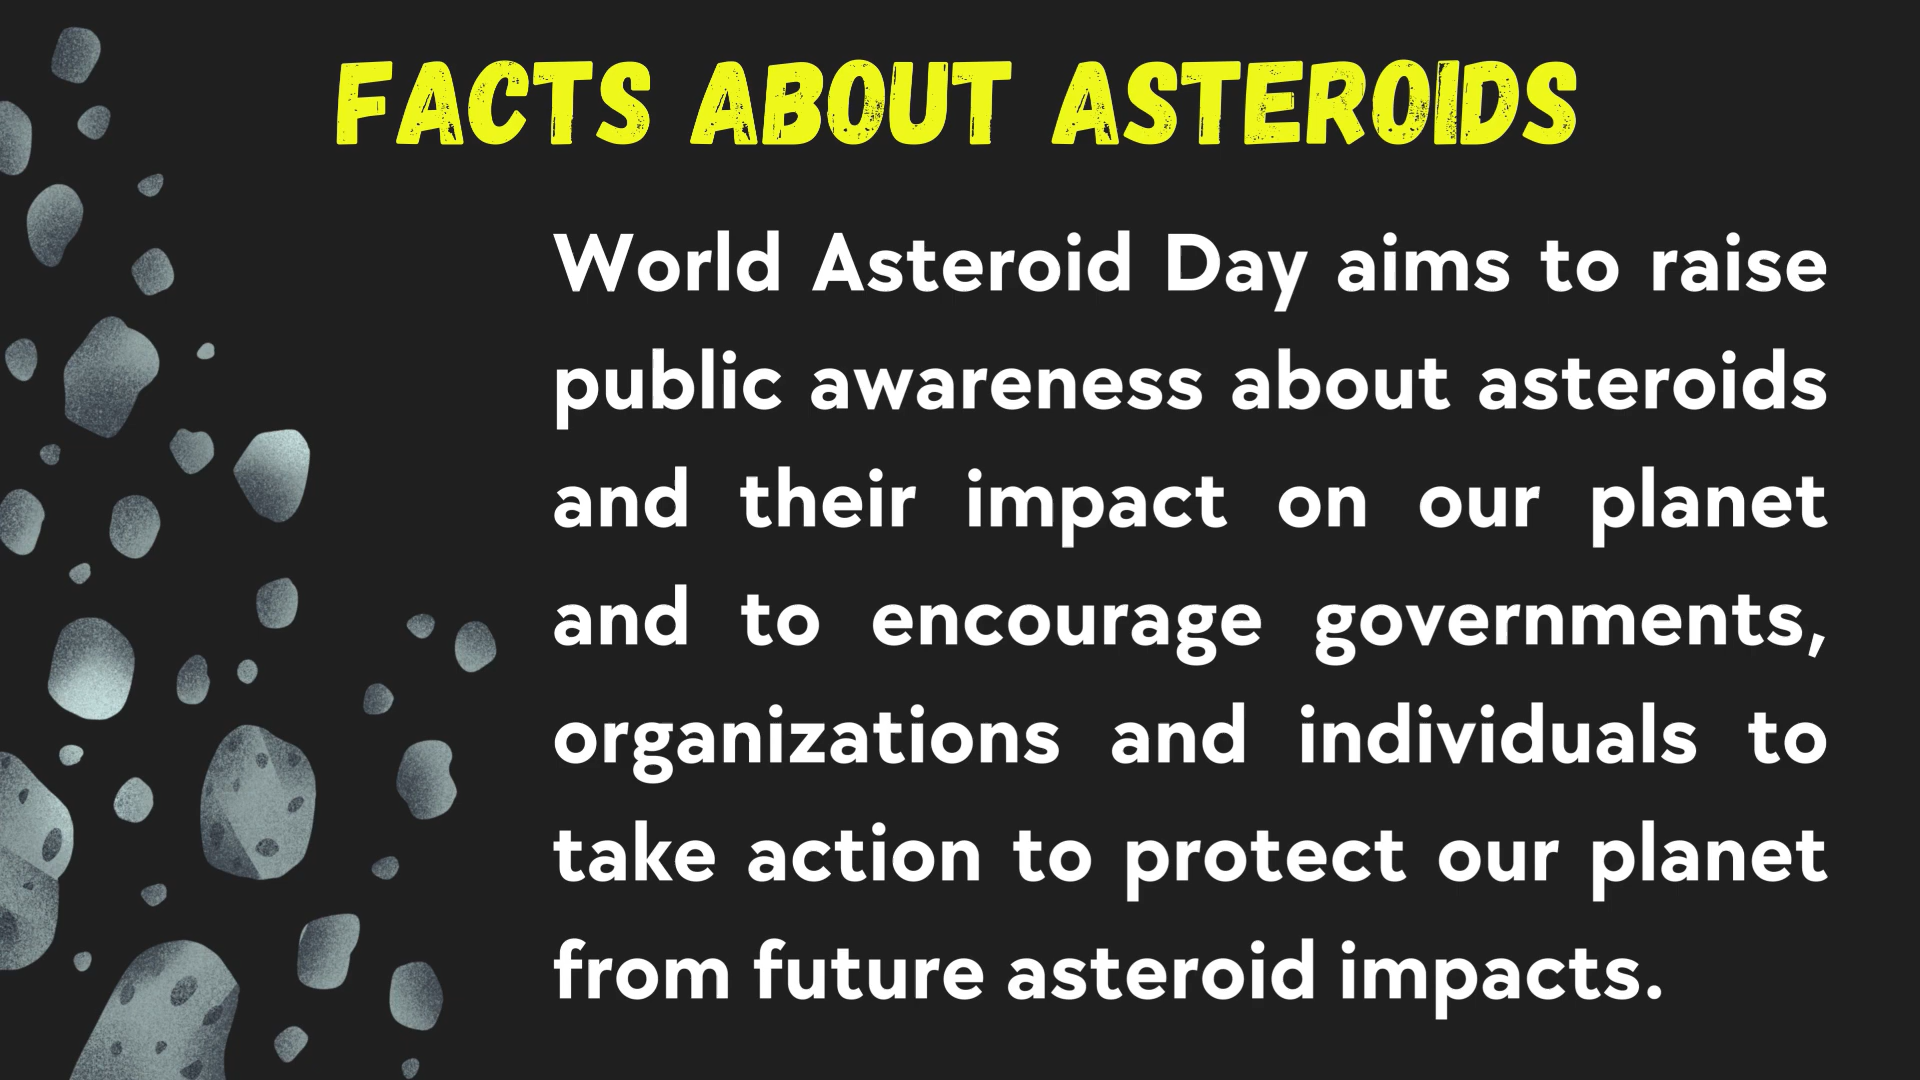 FACTS ABOUT ASTEROIDS
World Asteroid Day aims to raise
public awareness about asteroids
and their impact on our planet
and to encourage governments,
organizations and individuals to
take action to protect our planet
from future asteroid impacts.